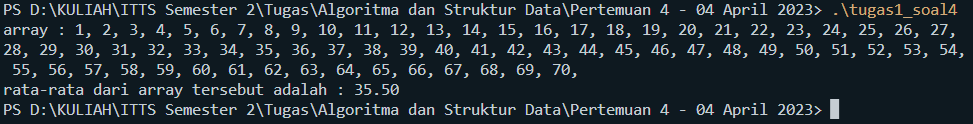 PS D:\KULIAH\ITTS Semester 2\Tugas\Algoritma dan Struktur Data\Pertemuan 4 - 04 April 2023> .\tugas1_soal4
array : 1, 2, 3, 4, 5, 6, 7, 8, 9, 10, 11, 12, 13, 14, 15, 16, 17, 18, 19, 20, 21, 22, 23, 24, 25, 26, 27,
28, 29, 30, 31, 32, 33, 34, 35, 36, 37, 38, 39, 40, 41, 42, 43, 44, 45, 46, 47, 48, 49, 50, 51, 52, 53, 54,
55, 56, 57, 58, 59, 60, 61, 62, 63, 64, 65, 66, 67, 68, 69, 70,
rata-rata dari array tersebut adalah : 35.50
PS D:\KULIAH\ITTS Semester 2\Tugas\Algoritma dan Struktur Data\Pertemuan 4 - 04 April 2023>